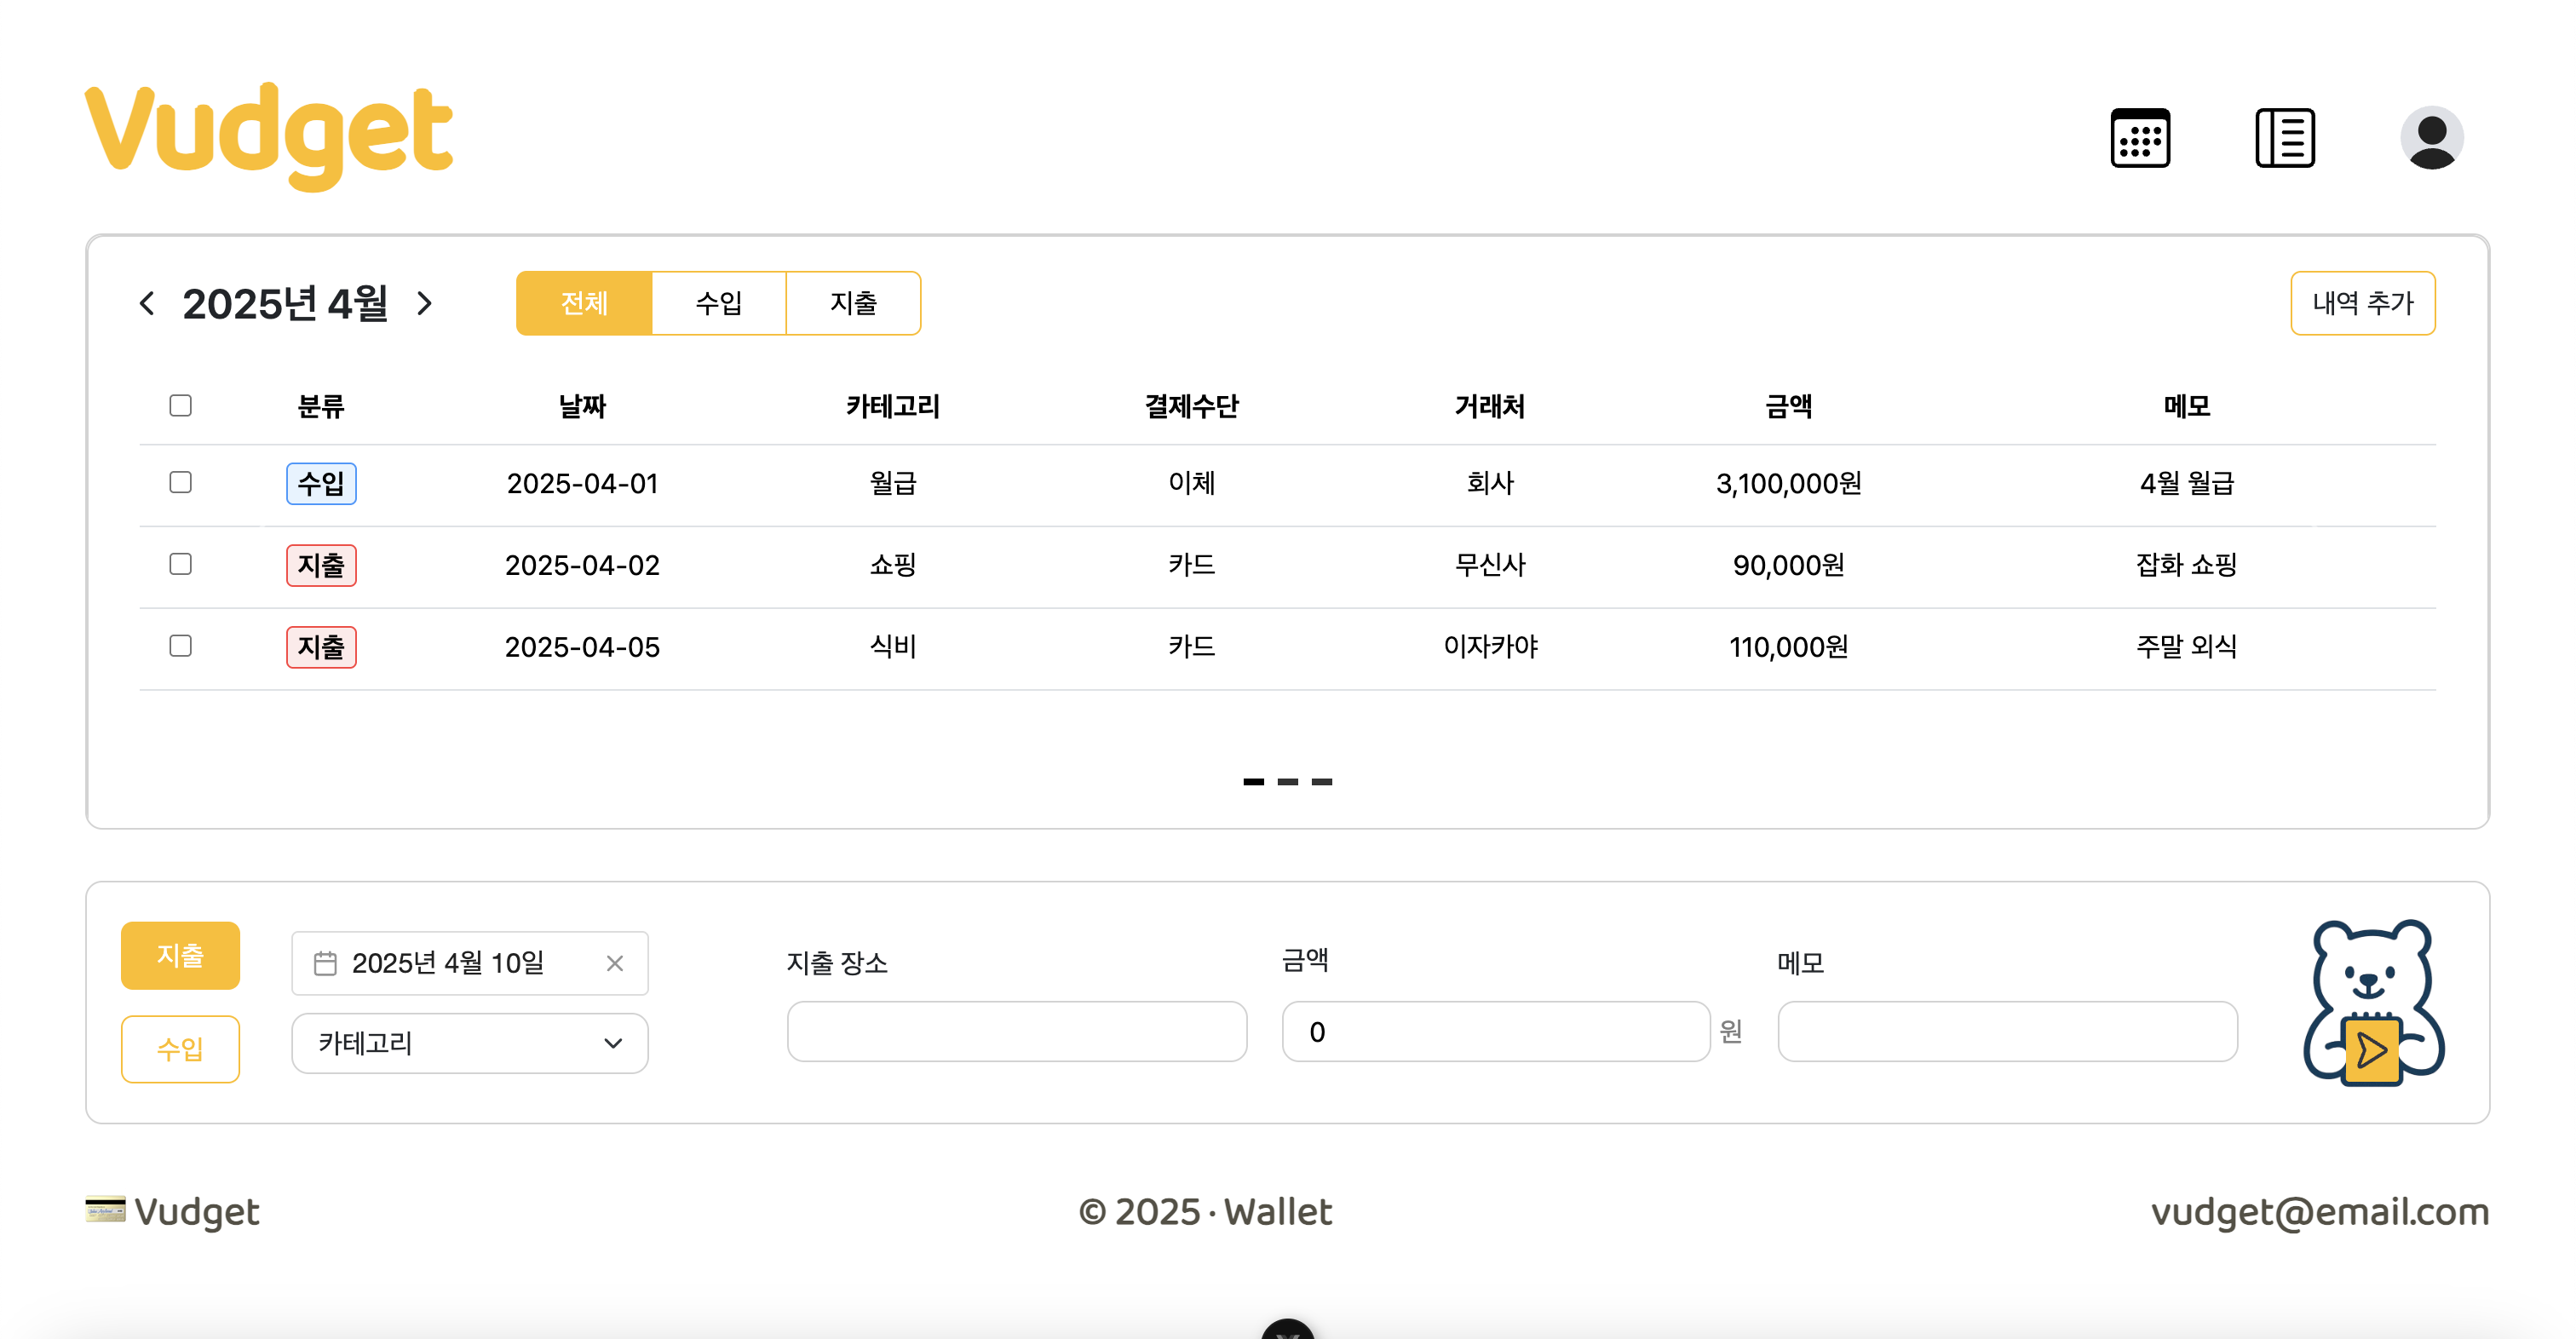 Vudget
2025년 4월 전체 수입 지출 내역 추가
분류 날짜 카테고리 결제수단 거래처 금액 메모
수입 2025-04-01 월급 이체 회사 3,100,000원 4월 월급
지출 2025-04-02 쇼핑 카드 무신사 90,000원 잡화 쇼핑
지출 2025-04-05 식비 카드 이자카야 110,000원 주말 외식
지출 2025년 4월 10일 지출 장소 금액 메모
수입 카테고리 0 원
Vudget © 2025 · Wallet vudget@email.com